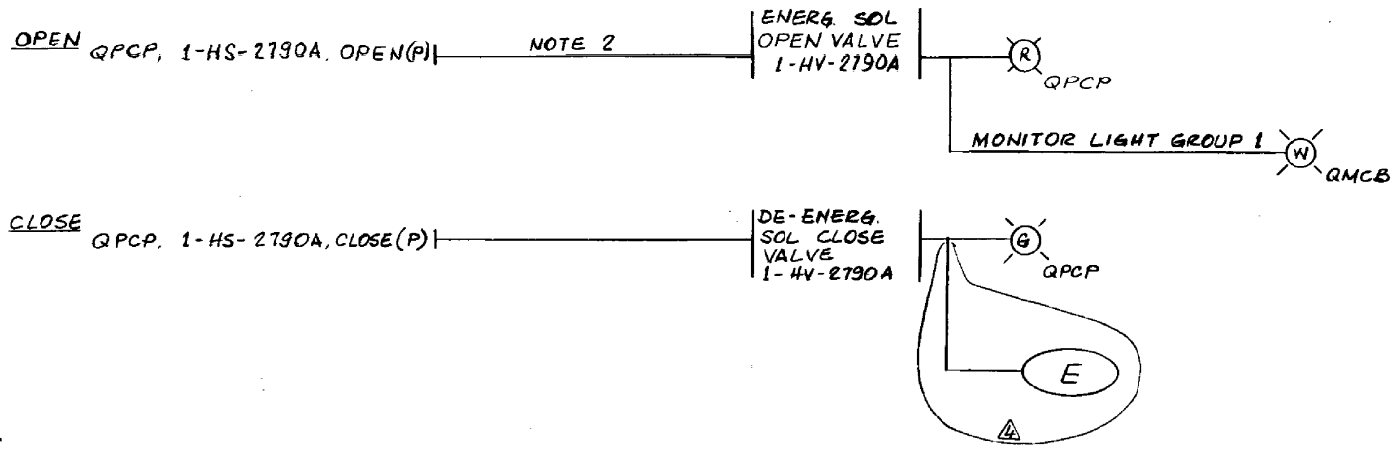 OPEN QPCP, 1-HS-2790A, OPEN(P)
NOTE 2
ENERG. SOL
OPEN VALVE
1-HV-2790A
R
QPCP
MONITOR LIGHT GROUP 1
W
QMCB
CLOSE QPCP, 1-HS-2790A, CLOSE(P)
DE-ENERG.
SOL CLOSE
VALVE
1-HV-2790A
G
QPCP
E
4